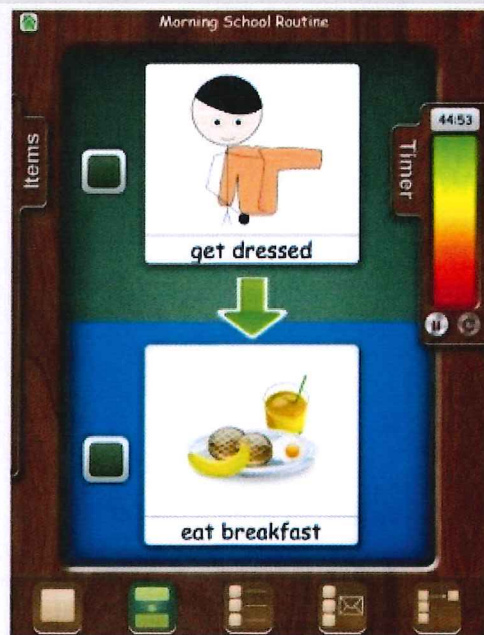 Morning School Routine
Items
44:53
Timer
get dressed
eat breakfast